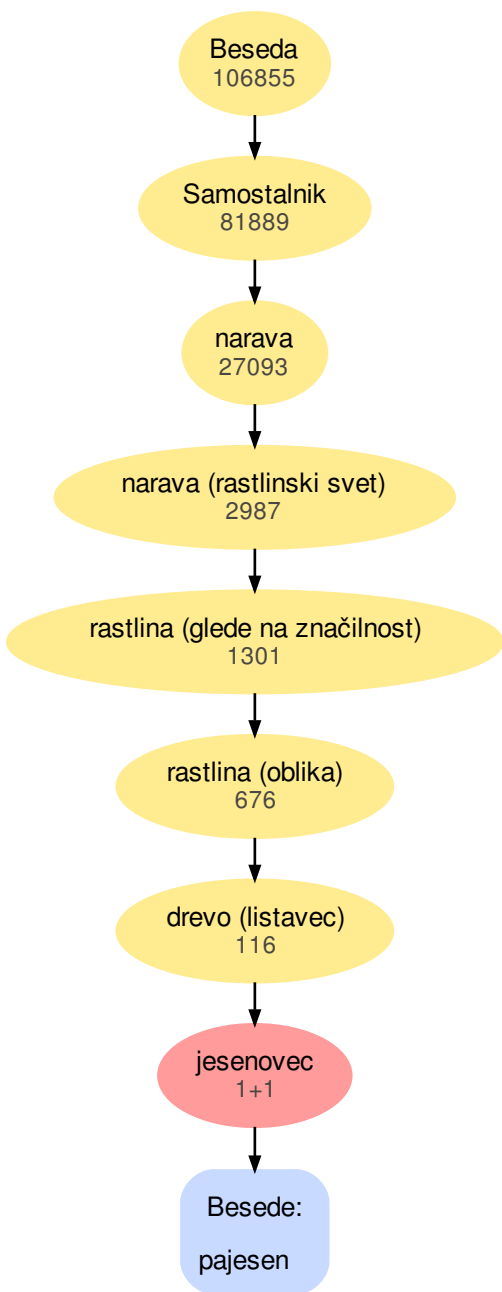 Beseda
106855
Samostalnik
81889
narava
27093
narava (rastlinski svet)
2987
rastlina (glede na značilnost)
1301
rastlina (oblika)
676
drevo (listavec)
116
jesenovec
1+1
Besede:
pajesen